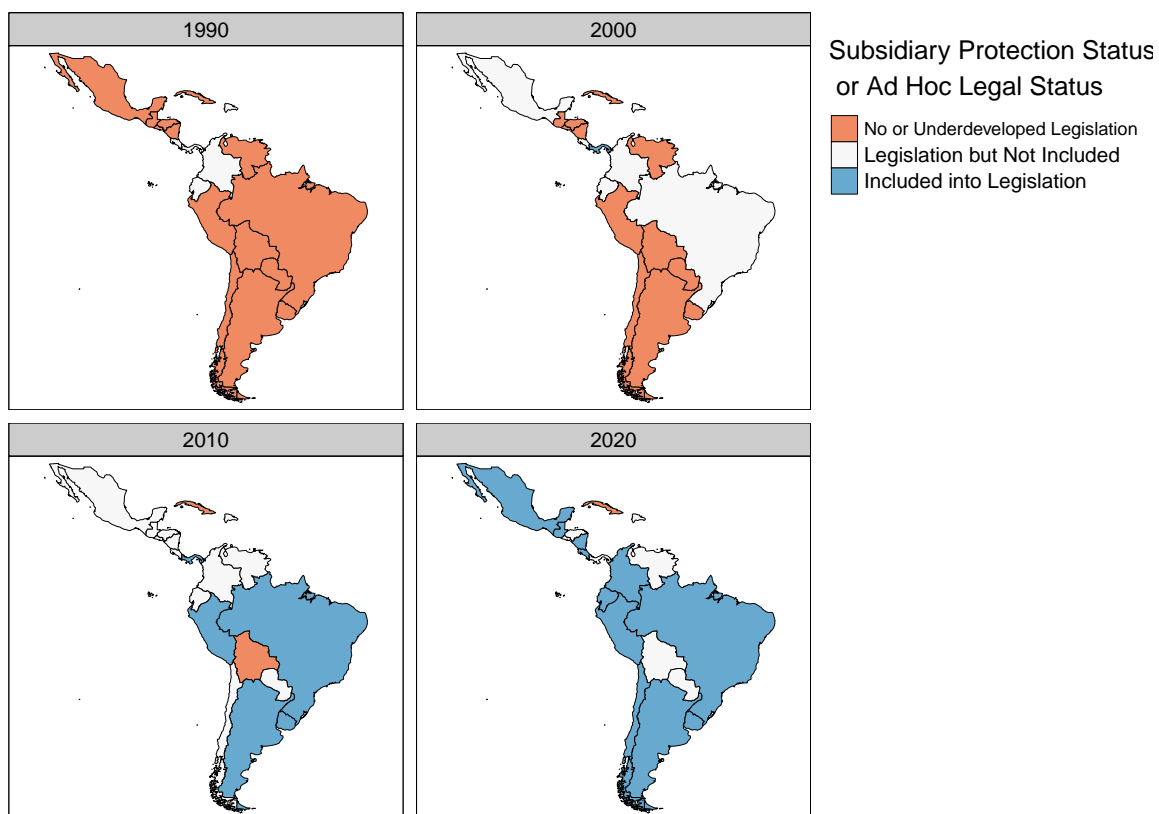 1990
2000
Subsidiary Protection Status
or Ad Hoc Legal Status
No or Underdeveloped Legislation
Legislation but Not Included
Included into Legislation
2010
2020